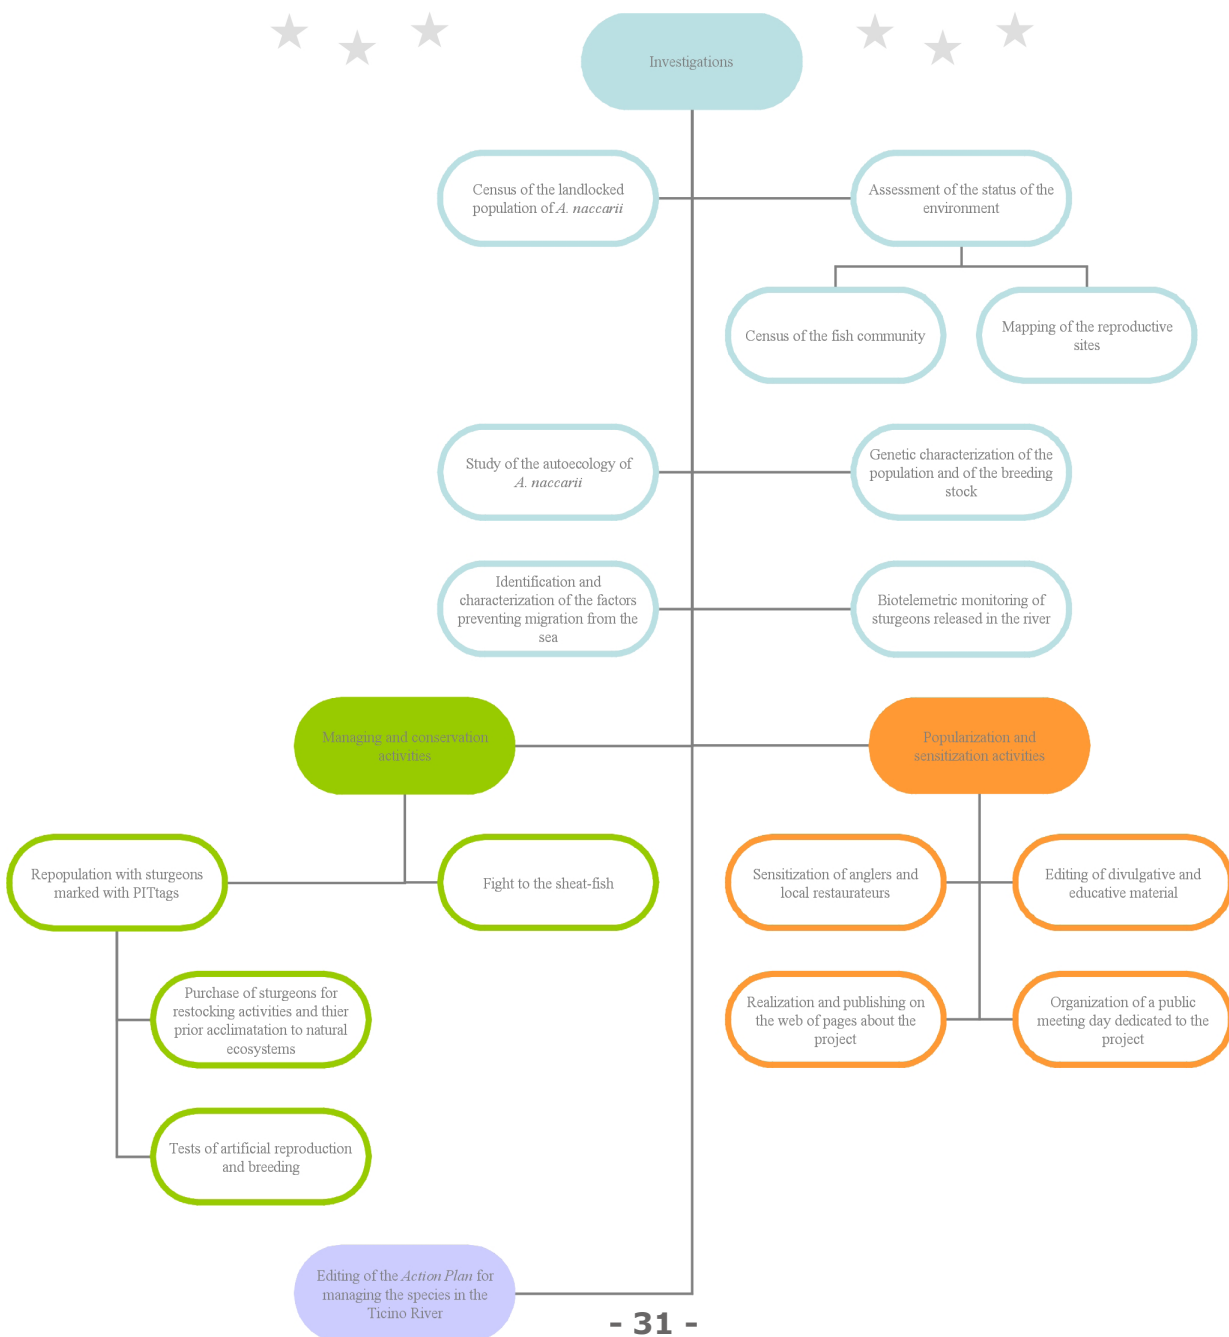 Investigations
Census of the landlocked
population of A. naccarii
Assessment of the status of the
environment
Census of the fish community
Mapping of the reproductive
sites
Study of the autoecology of
A. naccarii
Genetic characterization of the
population and of the breeding
stock
Identification and
characterization of the factors
preventing migration from the
sea
Biotelemetric monitoring of
sturgeons released in the river
Managing and conservation
activities
Popularization and
sensitization activities
Repopulation with sturgeons
marked with PITtags
Fight to the sheat-fish
Sensitization of anglers and
local restaurateurs
Editing of divulgative and
educative material
Purchase of sturgeons for
restocking activities and thier
prior acclimatation to natural
ecosystems
Realization and publishing on
the web of pages about the
project
Organization of a public
meeting day dedicated to the
project
Tests of artificial reproduction
and breeding
Editing of the Action Plan for
managing the species in the
Ticino River
- 31 -